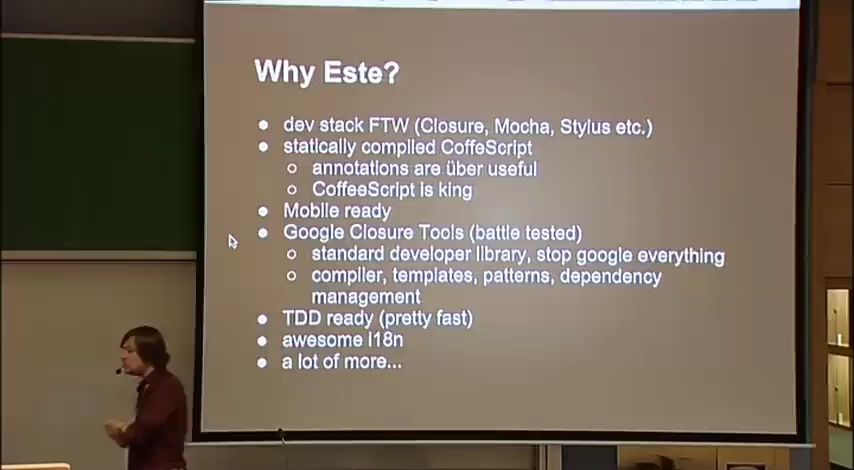 Why Este?
● dev stack FTW (Closure, Mocha, Stylus etc.)
● statically compiled CoffeScript
○ annotations are über useful
○ CoffeeScript is king
● Mobile ready
● Google Closure Tools (battle tested)
○ standard developer library, stop google everything
○ compiler, templates, patterns, dependency
management
● TDD ready (pretty fast)
● awesome i18n
● a lot of more...